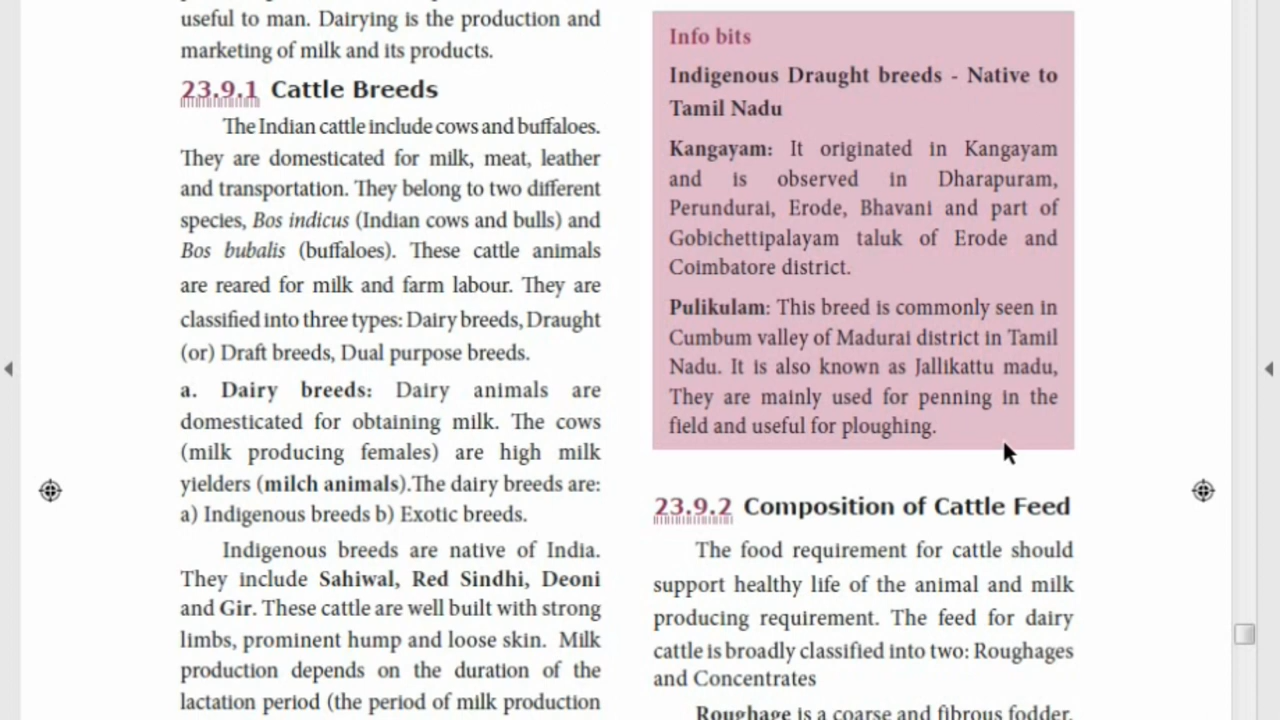 useful to man. Dairying is the production and
marketing of milk and its products.
23.9.1 Cattle Breeds
The Indian cattle include cows and buffaloes.
They are domesticated for milk, meat, leather
and transportation. They belong to two different
species, Bos indicus (Indian cows and bulls) and
Bos bubalis (buffaloes). These cattle animals
are reared for milk and farm labour. They are
classified into three types: Dairy breeds, Draught
(or) Draft breeds, Dual purpose breeds.
a. Dairy breeds: Dairy animals are
domesticated for obtaining milk. The cows
(milk producing females) are high milk
yielders (milch animals).The dairy breeds are:
a) Indigenous breeds b) Exotic breeds.
Indigenous breeds are native of India.
They include Sahiwal, Red Sindhi, Deoni
and Gir. These cattle are well built with strong
limbs, prominent hump and loose skin. Milk
production depends on the duration of the
lactation period (the period of milk production
Info bits
Indigenous Draught breeds - Native to
Tamil Nadu
Kangayam: It originated in Kangayam
and is observed in Dharapuram,
Perundurai, Erode, Bhavani and part of
Gobichettipalayam taluk of Erode and
Coimbatore district.
Pulikulam: This breed is commonly seen in
Cumbum valley of Madurai district in Tamil
Nadu. It is also known as Jallikattu madu,
They are mainly used for penning in the
field and useful for ploughing.
23.9.2 Composition of Cattle Feed
The food requirement for cattle should
support healthy life of the animal and milk
producing requirement. The feed for dairy
cattle is broadly classified into two: Roughages
and Concentrates
Roughage is a coarse and fibrous fodder,